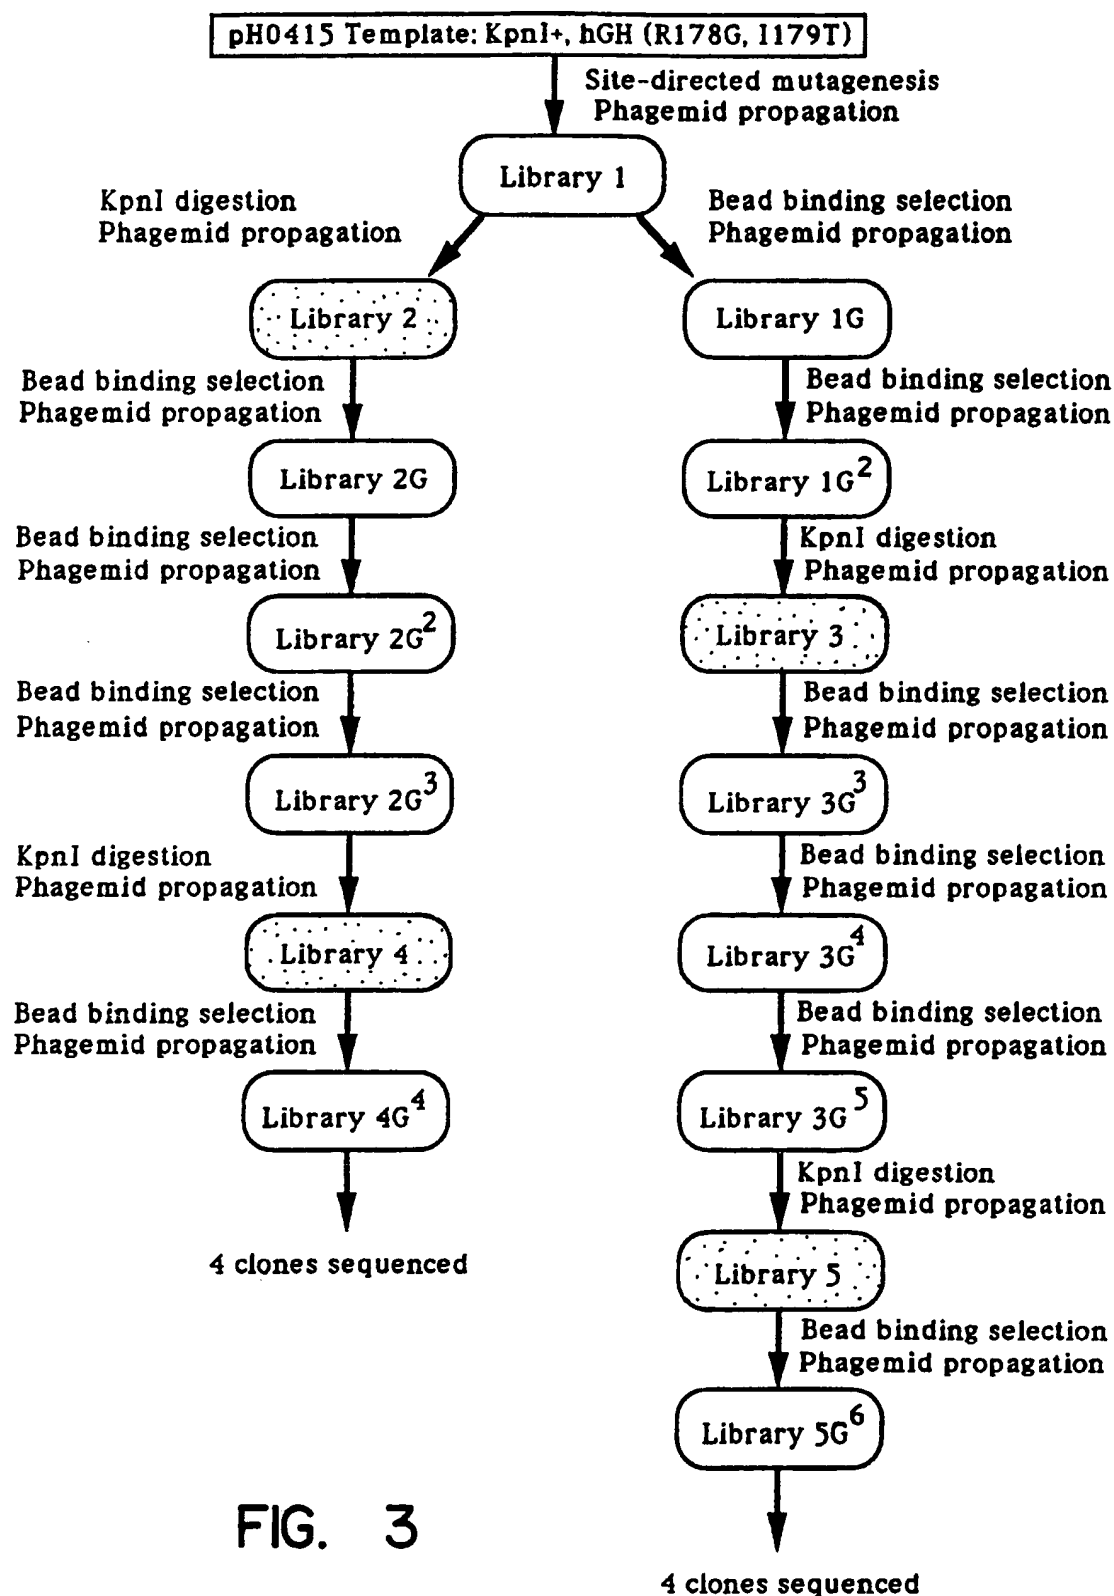 pH0415 Template: KpnI+, hGH (R178G, I179T)
Site-directed mutagenesis
Phagemid propagation
Library 1
KpnI digestion
Phagemid propagation
Bead binding selection
Phagemid propagation
Library 2
Library 1G
Bead binding selection
Phagemid propagation
Bead binding selection
Phagemid propagation
Library 2G
Library 1G²
Bead binding selection
Phagemid propagation
KpnI digestion
Phagemid propagation
Library 2G²
Library 3
Bead binding selection
Phagemid propagation
Bead binding selection
Phagemid propagation
Library 2G³
Library 3G³
KpnI digestion
Phagemid propagation
Bead binding selection
Phagemid propagation
Library 4
Library 3G⁴
Bead binding selection
Phagemid propagation
Bead binding selection
Phagemid propagation
Library 4G⁴
Library 3G⁵
KpnI digestion
Phagemid propagation
4 clones sequenced
Library 5
Bead binding selection
Phagemid propagation
Library 5G⁶
FIG. 3
4 clones sequenced